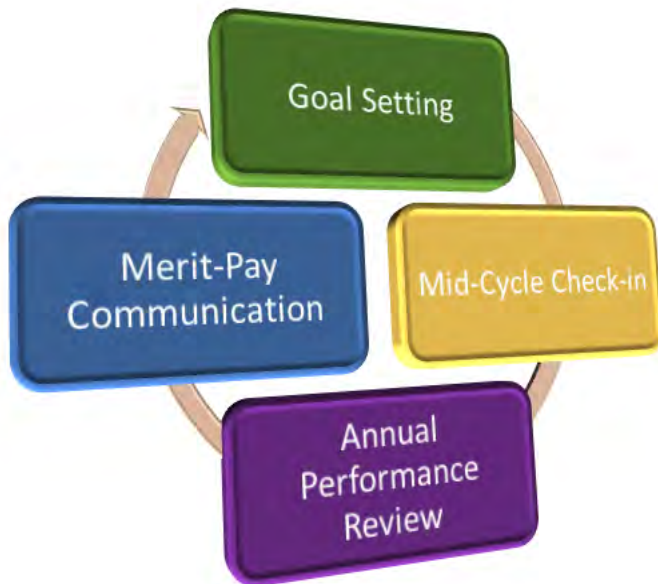 Goal Setting
Mid-Cycle Check-in
Annual
Performance
Review
Merit-Pay
Communication